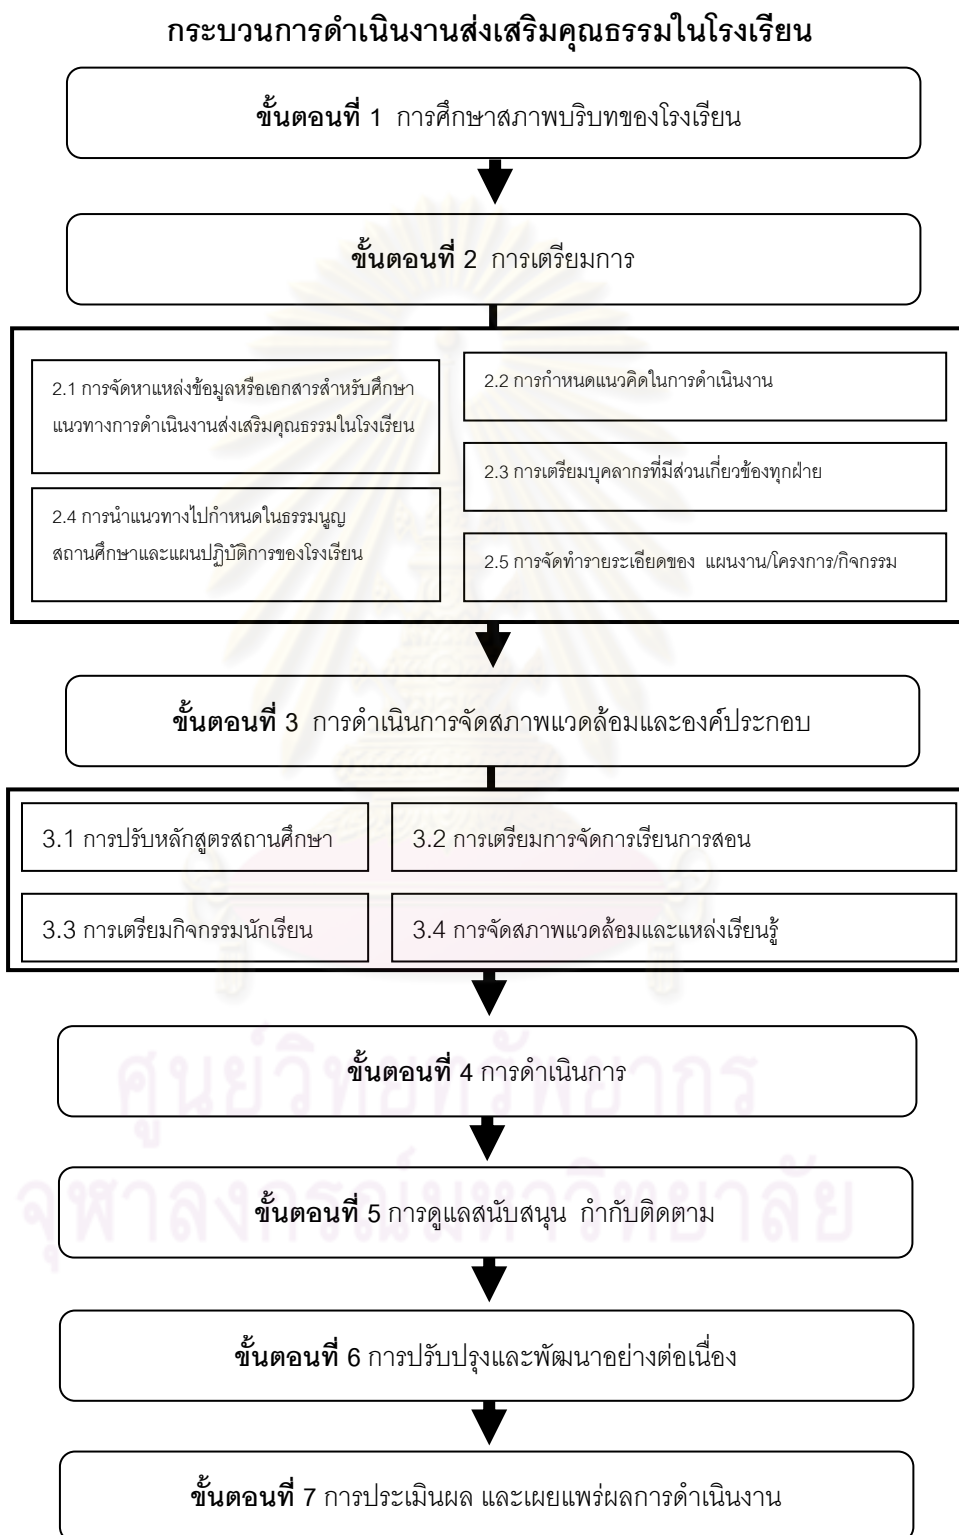 กระบวนการดำเนินงานส่งเสริมคุณธรรมในโรงเรียน
ขั้นตอนที่ 1 การศึกษาสภาพบริบทของโรงเรียน
ขั้นตอนที่ 2 การเตรียมการ
2.1 การจัดหาแหล่งข้อมูลหรือเอกสารสำหรับศึกษา
แนวทางการดำเนินงานส่งเสริมคุณธรรมในโรงเรียน
2.2 การกำหนดแนวคิดในการดำเนินงาน
2.3 การเตรียมบุคลากรที่มีส่วนเกี่ยวข้องทุกฝ่าย
2.4 การนำแนวทางไปกำหนดในธรรมนูญ
สถานศึกษาและแผนปฏิบัติการของโรงเรียน
2.5 การจัดทำรายระเอียดของ แผนงาน/โครงการ/กิจกรรม
ขั้นตอนที่ 3 การดำเนินการจัดสภาพแวดล้อมและองค์ประกอบ
3.1 การปรับหลักสูตรสถานศึกษา
3.2 การเตรียมการจัดการเรียนการสอน
3.3 การเตรียมกิจกรรมนักเรียน
3.4 การจัดสภาพแวดล้อมและแหล่งเรียนรู้
ขั้นตอนที่ 4 การดำเนินการ
ศูนย์วิทยทรัพยากร
ขั้นตอนที่ 5 การดูแลสนับสนุน กำกับติดตาม
จุฬาลงกรณ์มหาวิทยาลัย
ขั้นตอนที่ 6 การปรับปรุงและพัฒนาอย่างต่อเนื่อง
ขั้นตอนที่ 7 การประเมินผล และเผยแพร่ผลการดำเนินงาน